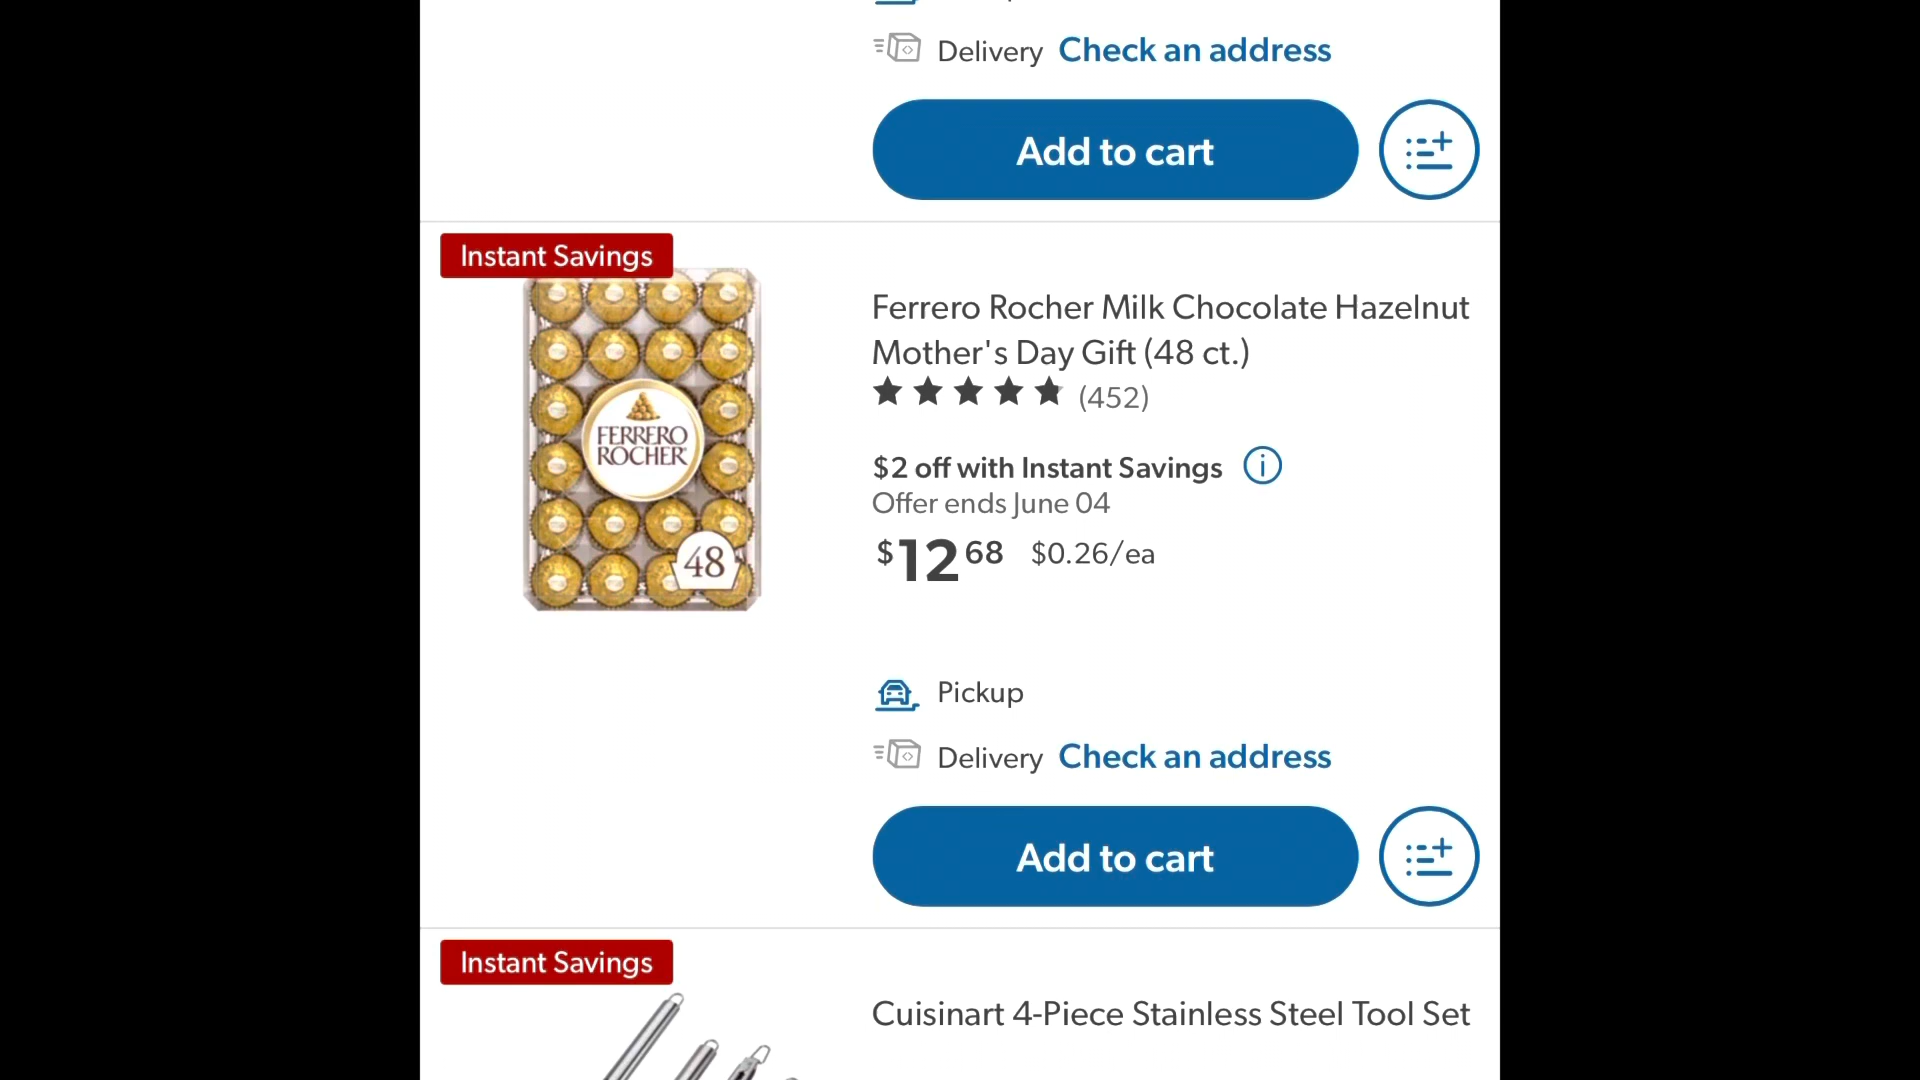 Delivery Check an address
Add to cart
Instant Savings
FERRERO
ROCHER
48
Ferrero Rocher Milk Chocolate Hazelnut
Mother's Day Gift (48 ct.)
(452)
$2 off with Instant Savings
Offer ends June 04
$12 68 $0.26/ea
Pickup
Delivery Check an address
Add to cart
Instant Savings
Cuisinart 4-Piece Stainless Steel Tool Set